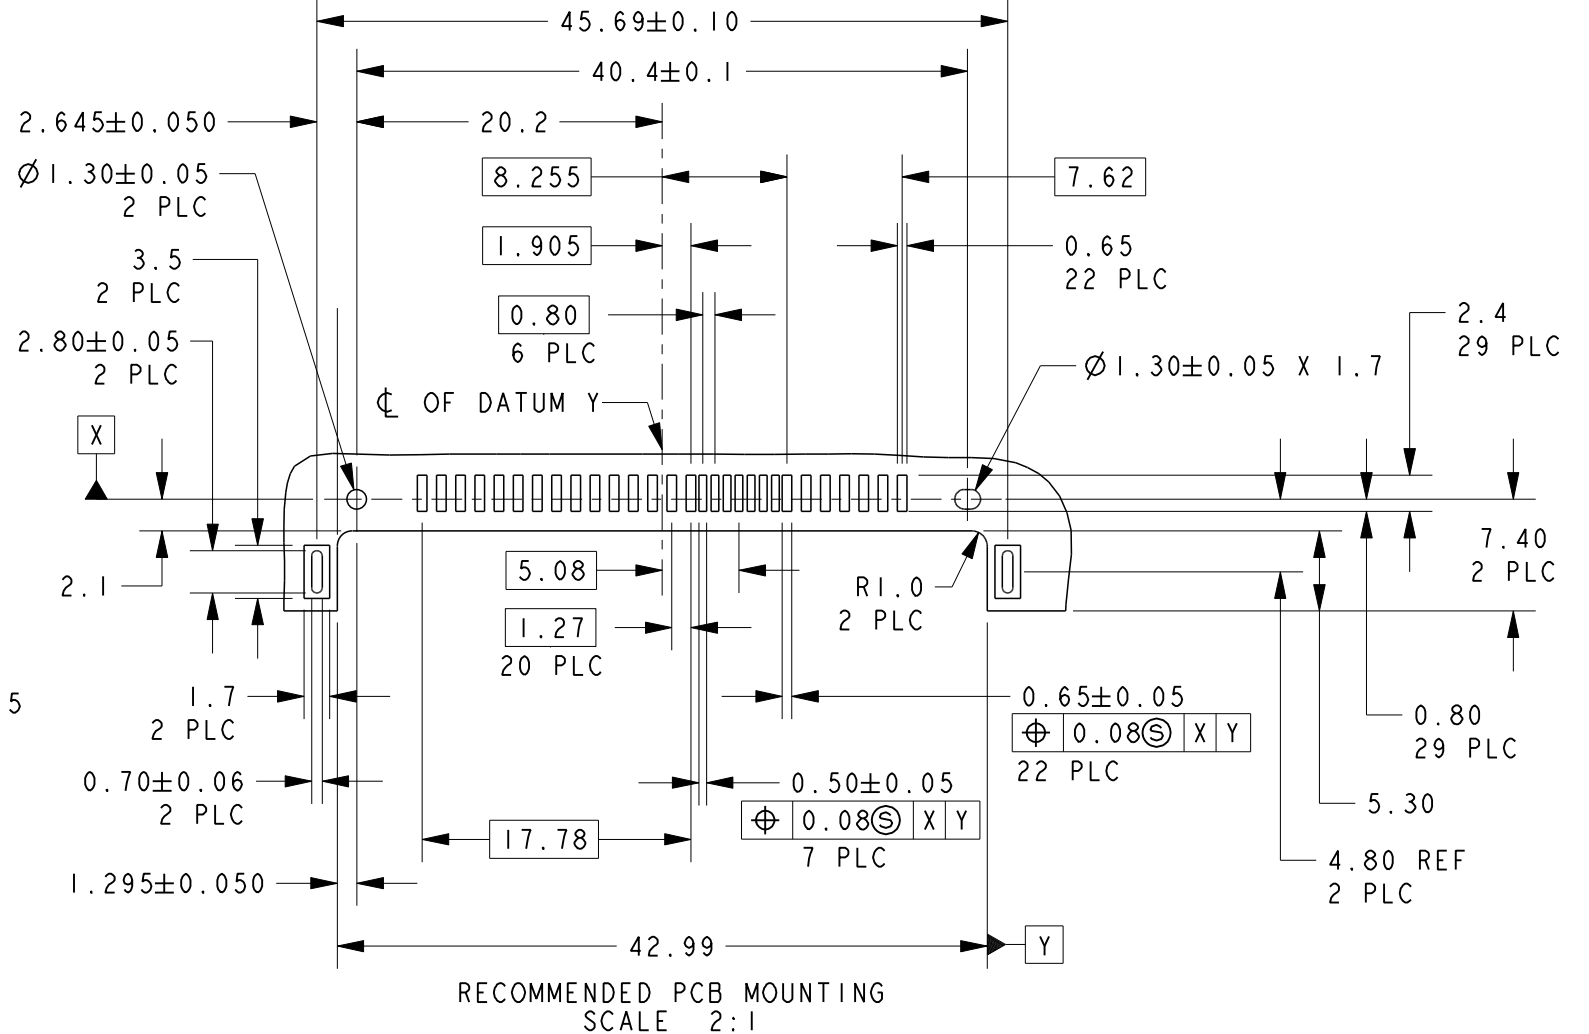 45.69±0.10
40.4±0.1
2.645±0.050
20.2
Ø1.30±0.05
2 PLC
8.255
7.62
3.5
2 PLC
1.905
0.65
22 PLC
2.80±0.05
2 PLC
0.80
6 PLC
2.4
29 PLC
Ø1.30±0.05 X 1.7
℄ OF DATUM Y
X
2.1
5.08
R1.0
2 PLC
7.40
2 PLC
1.27
20 PLC
5
1.7
2 PLC
0.65±0.05
⌖ 0.08Ⓢ X Y
22 PLC
0.80
29 PLC
0.70±0.06
2 PLC
0.50±0.05
⌖ 0.08Ⓢ X Y
7 PLC
5.30
17.78
4.80 REF
2 PLC
1.295±0.050
42.99
Y
RECOMMENDED PCB MOUNTING
SCALE 2:1